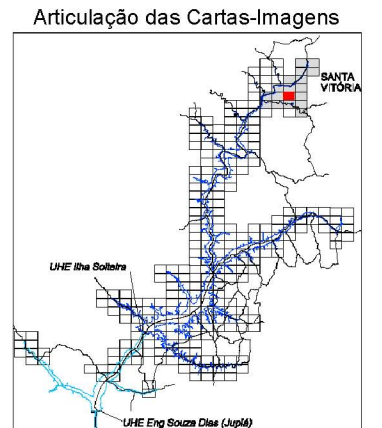 Articulação das Cartas-Imagens
SANTA
VITÓRIA
UHE Ilha Solteira
UHE Eng Souza Dias (Jupiá)